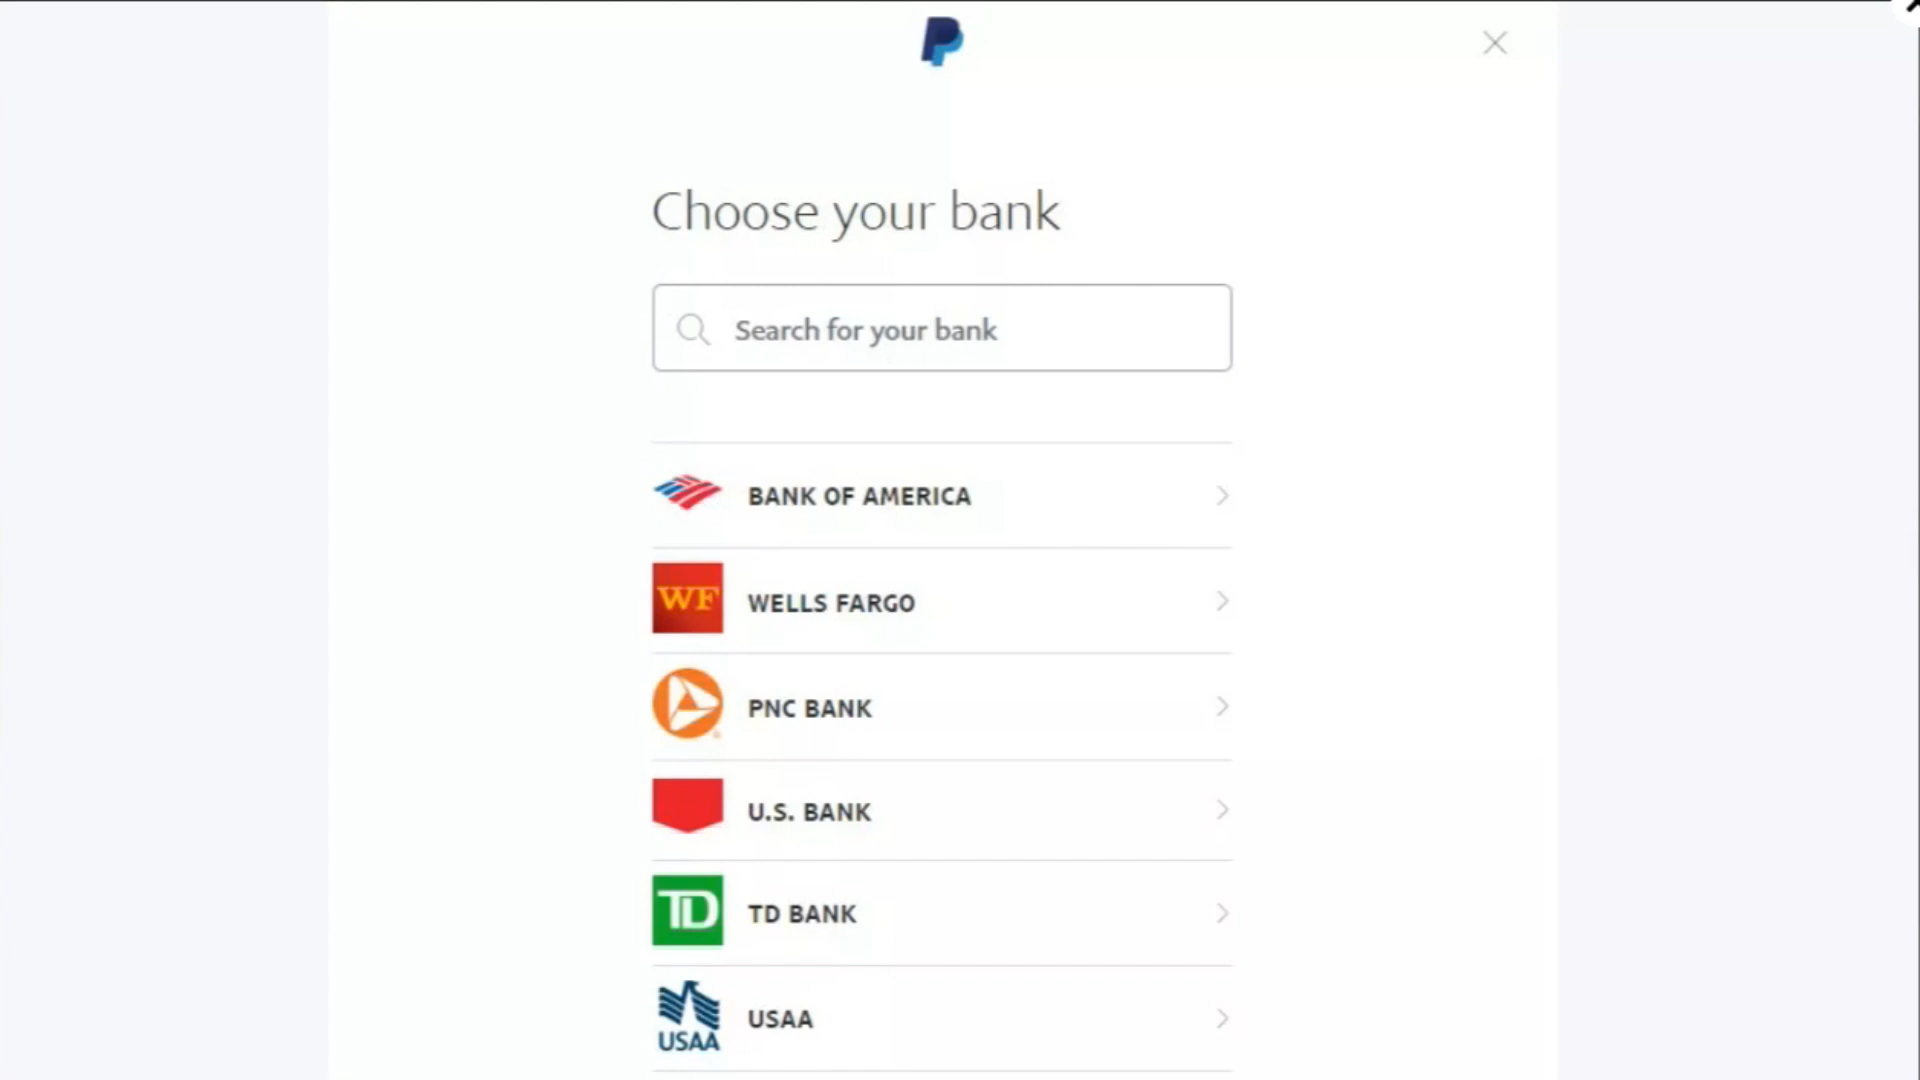 Choose your bank
Search for your bank
BANK OF AMERICA
WF WELLS FARGO
PNC BANK
U.S. BANK
TD TD BANK
USAA USAA